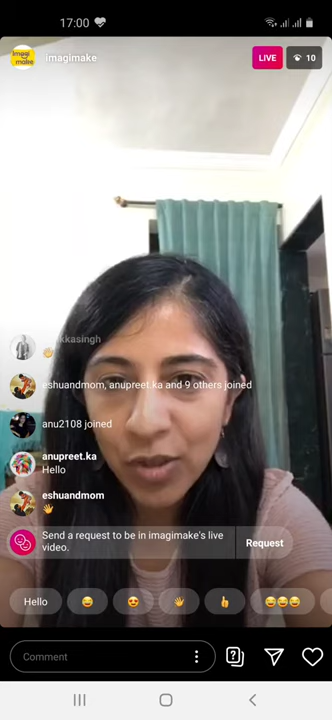 17:00
imagi
make
imagimake
LIVE
10
kkasingh
eshuandmom, anupreet.ka and 9 others joined
anu2108 joined
anupreet.ka
Hello
eshuandmom
👋
Send a request to be in imagimake's live
video.
Request
Hello
Comment